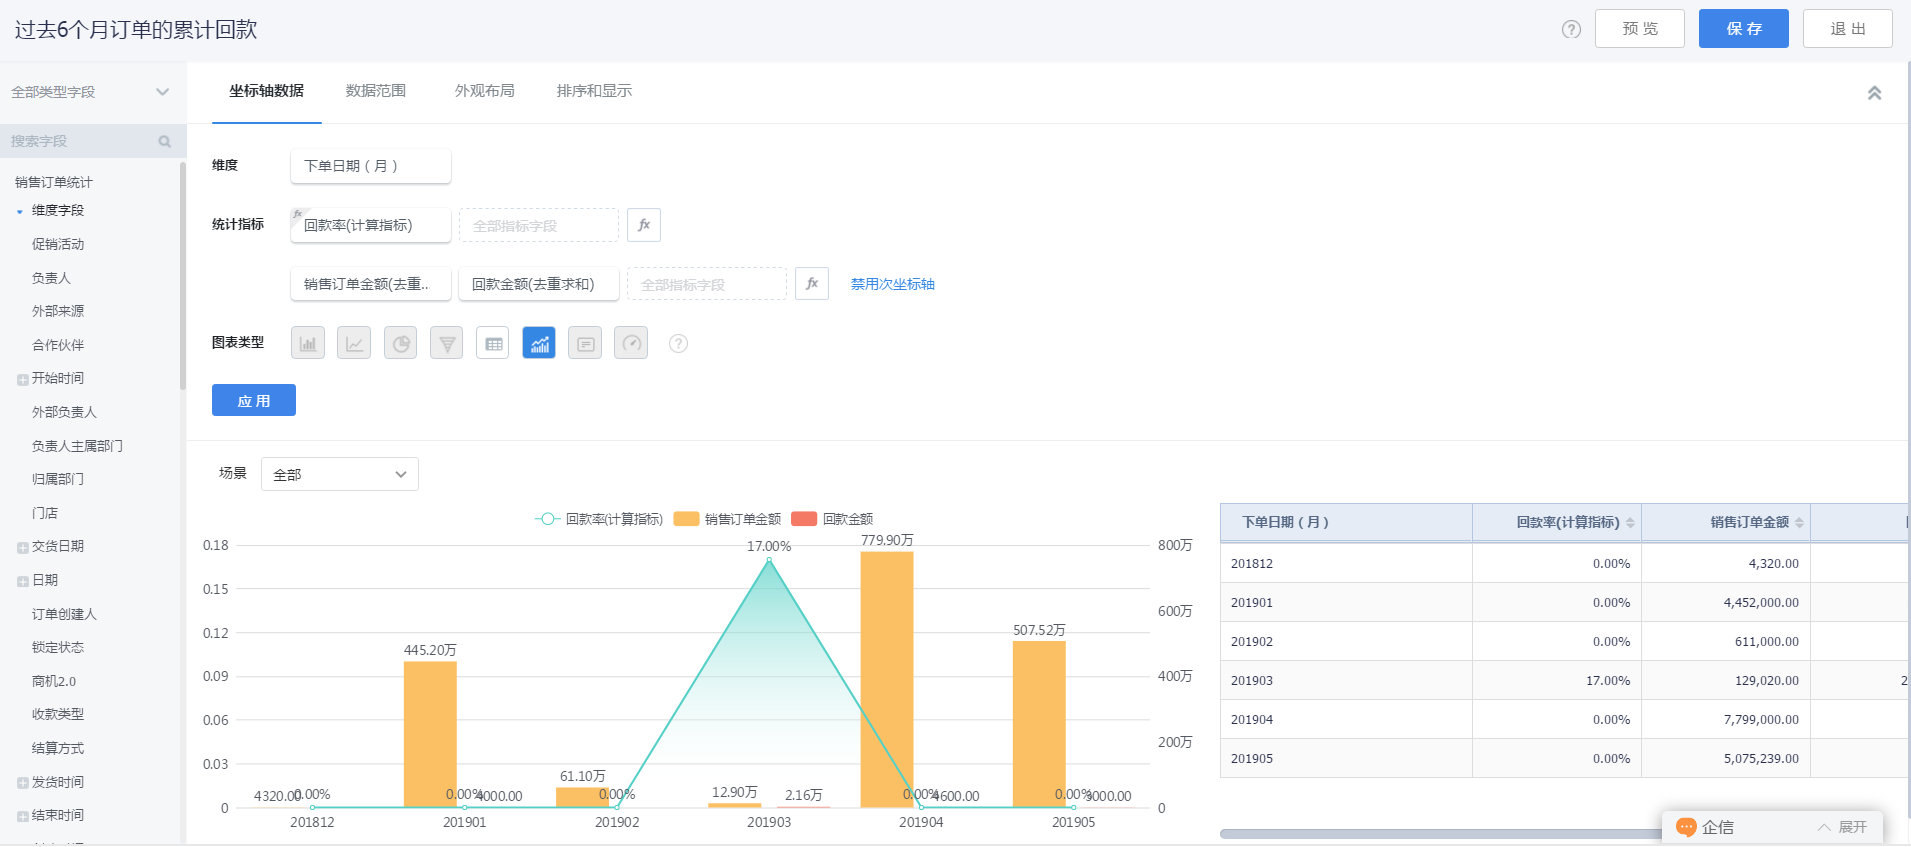 过去6个月订单的累计回款
预 览
保 存
退 出
全部类型字段
搜索字段
销售订单统计
维度字段
促销活动
负责人
外部来源
合作伙伴
开始时间
外部负责人
负责人主属部门
归属部门
门店
交货日期
日期
订单创建人
锁定状态
商机2.0
收款类型
结算方式
发货时间
结束时间
坐标轴数据 数据范围 外观布局 排序和显示
维度 下单日期（月）
统计指标 fx 回款率(计算指标) 全部指标字段 fx
销售订单金额(去重... 回款金额(去重求和) 全部指标字段 fx 禁用次坐标轴
图表类型
应 用
场景 全部
回款率(计算指标) 销售订单金额 回款金额
0.18
0.15
0.12
0.09
0.06
0.03
0
800万
600万
400万
200万
0
4320.00
0.00%
445.20万
0.00%
4000.00
61.10万
0.00%
12.90万
17.00%
2.16万
779.90万
0.00%
4600.00
507.52万
0.00%
3000.00
201812 201901 201902 201903 201904 201905
下单日期（月） 回款率(计算指标) 销售订单金额
201812 0.00% 4,320.00
201901 0.00% 4,452,000.00
201902 0.00% 611,000.00
201903 17.00% 129,020.00 2
201904 0.00% 7,799,000.00
201905 0.00% 5,075,239.00
企信 展开